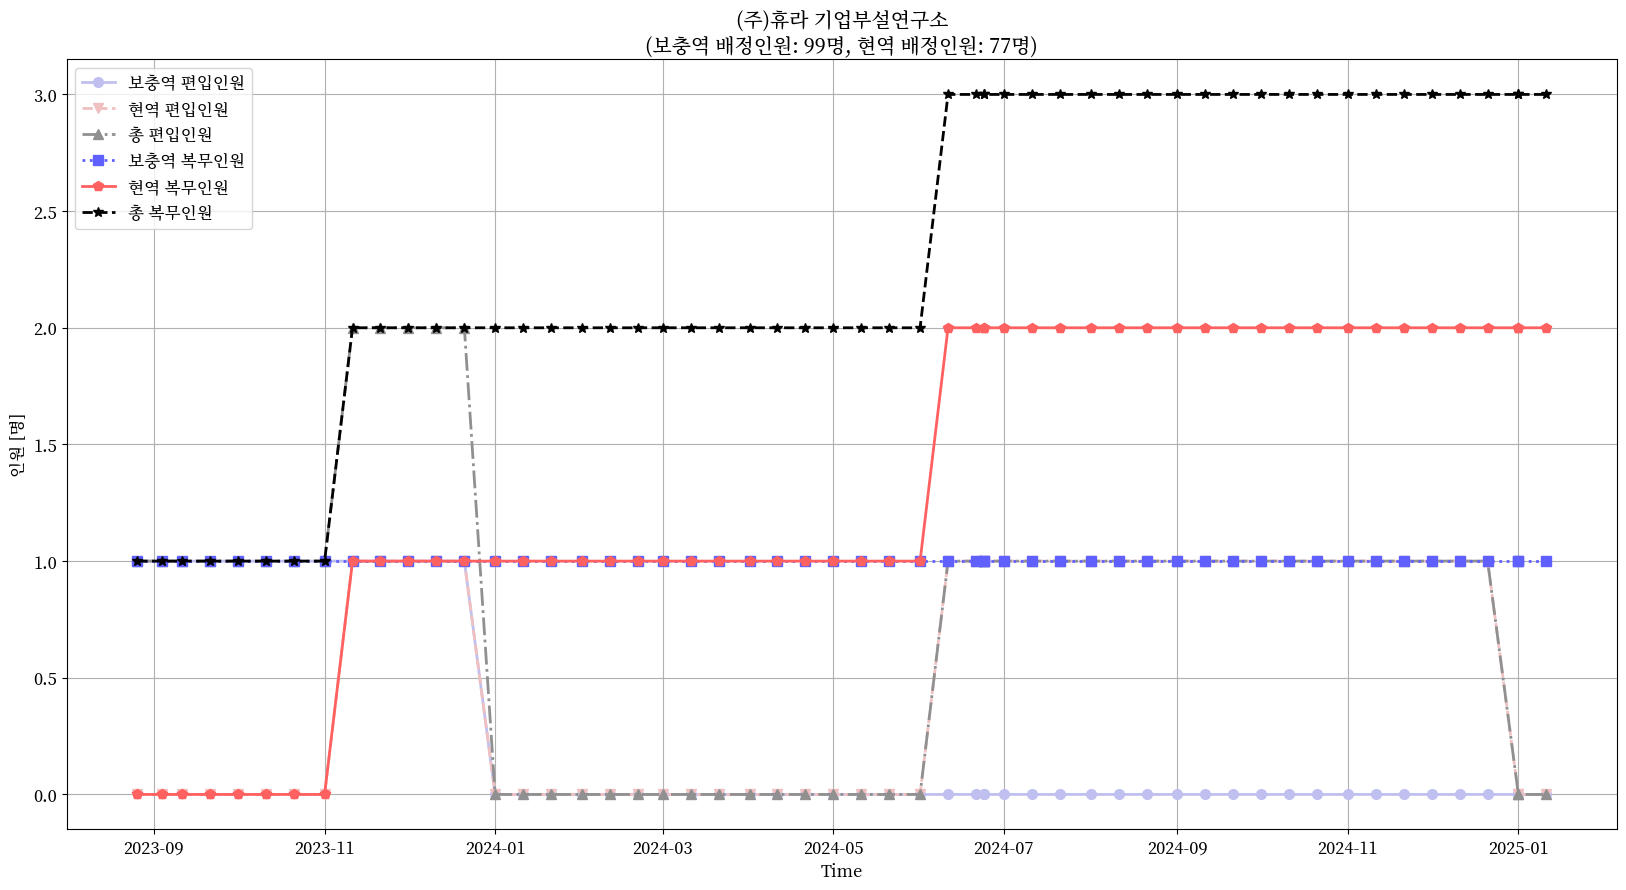 (주)휴라 기업부설연구소
(보충역 배정인원: 99명, 현역 배정인원: 77명)
보충역 편입인원
현역 편입인원
총 편입인원
보충역 복무인원
현역 복무인원
총 복무인원
3.0
2.5
2.0
1.5
1.0
0.5
0.0
인원 [명]
2023-09 2023-11 2024-01 2024-03 2024-05 2024-07 2024-09 2024-11 2025-01
Time